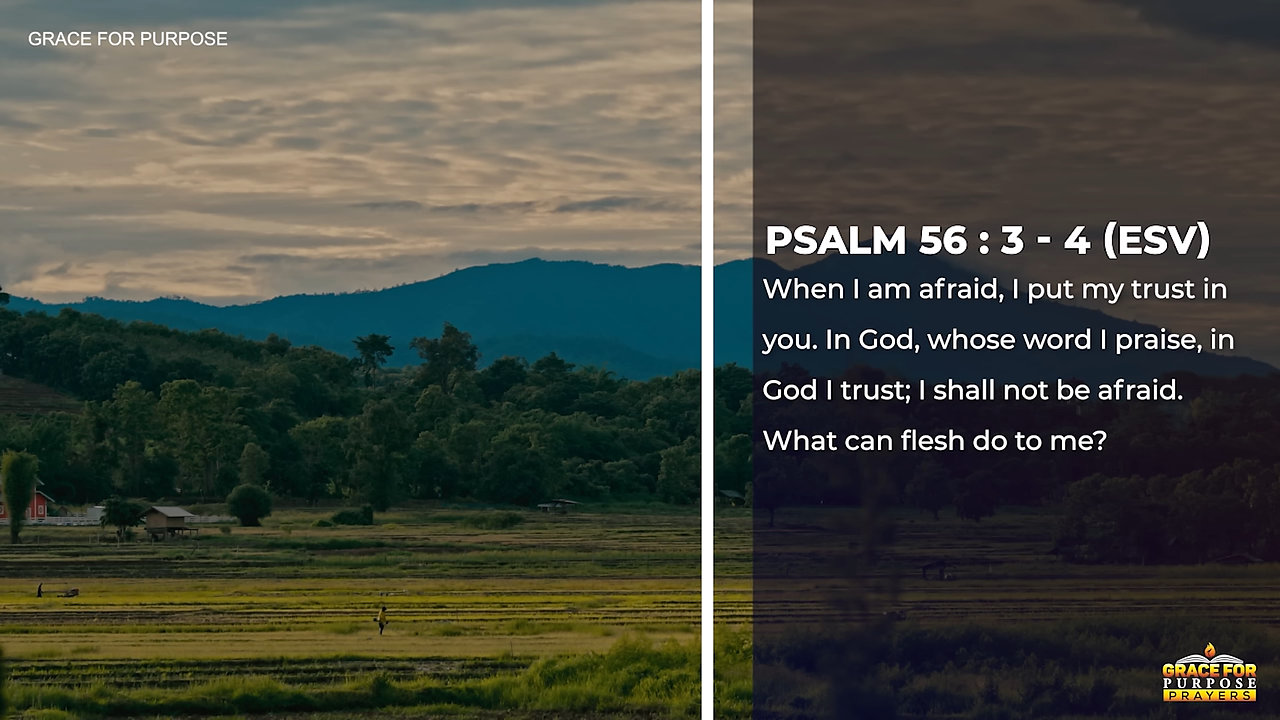 GRACE FOR PURPOSE
PSALM 56 : 3 - 4 (ESV)
When I am afraid, I put my trust in
you. In God, whose word I praise, in
God I trust; I shall not be afraid.
What can flesh do to me?
GRACE FOR
PURPOSE
PRAYERS